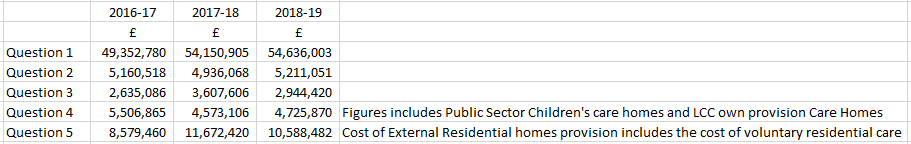 2016-17 2017-18 2018-19
£ £ £
Question 1 49,352,780 54,150,905 54,636,003
Question 2 5,160,518 4,936,068 5,211,051
Question 3 2,635,086 3,607,606 2,944,420
Question 4 5,506,865 4,573,106 4,725,870 Figures includes Public Sector Children's care homes and LCC own provision Care Homes
Question 5 8,579,460 11,672,420 10,588,482 Cost of External Residential homes provision includes the cost of voluntary residential care